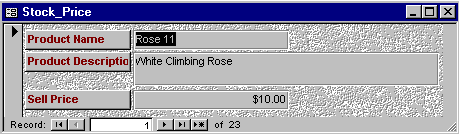 Stock_Price
Product Name Rose 11
Product Descriptio White Climbing Rose
Sell Price $10.00
Record: 1 of 23